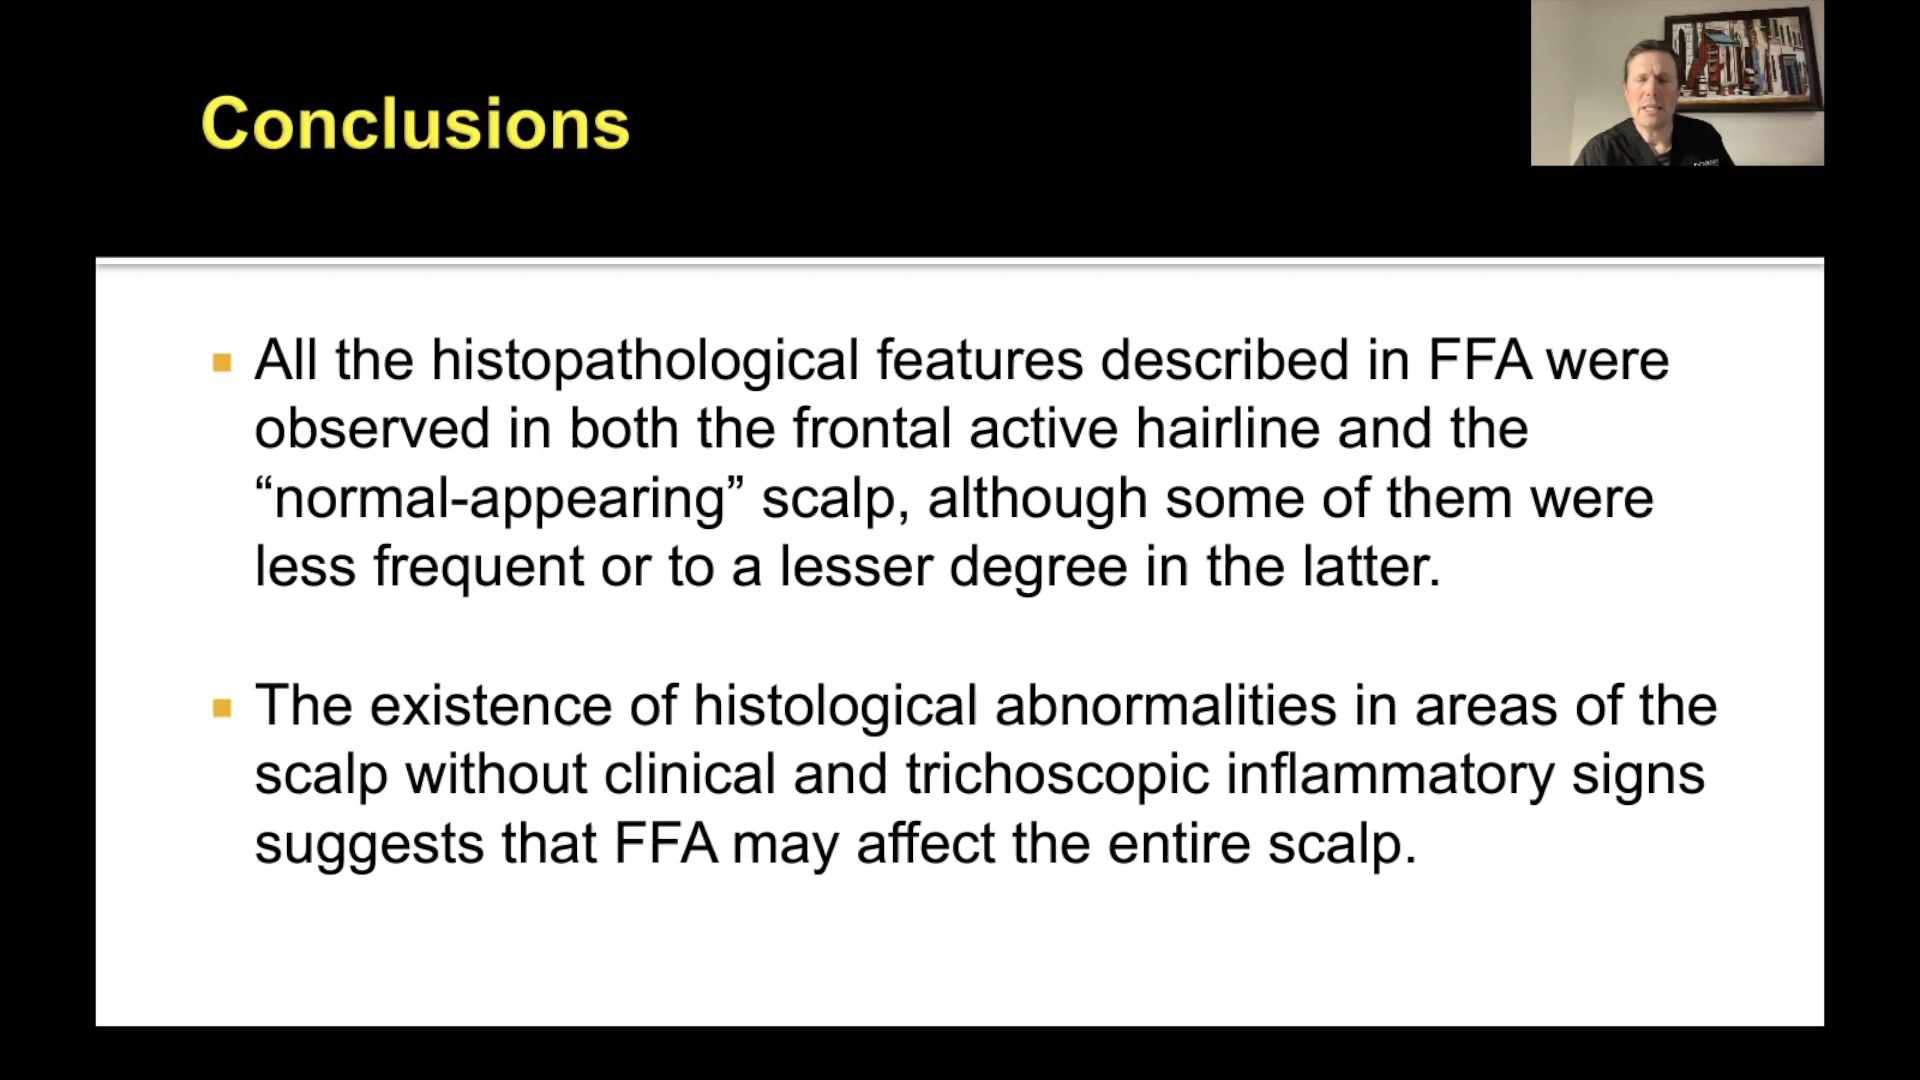 Conclusions
All the histopathological features described in FFA were
observed in both the frontal active hairline and the
“normal-appearing” scalp, although some of them were
less frequent or to a lesser degree in the latter.
The existence of histological abnormalities in areas of the
scalp without clinical and trichoscopic inflammatory signs
suggests that FFA may affect the entire scalp.